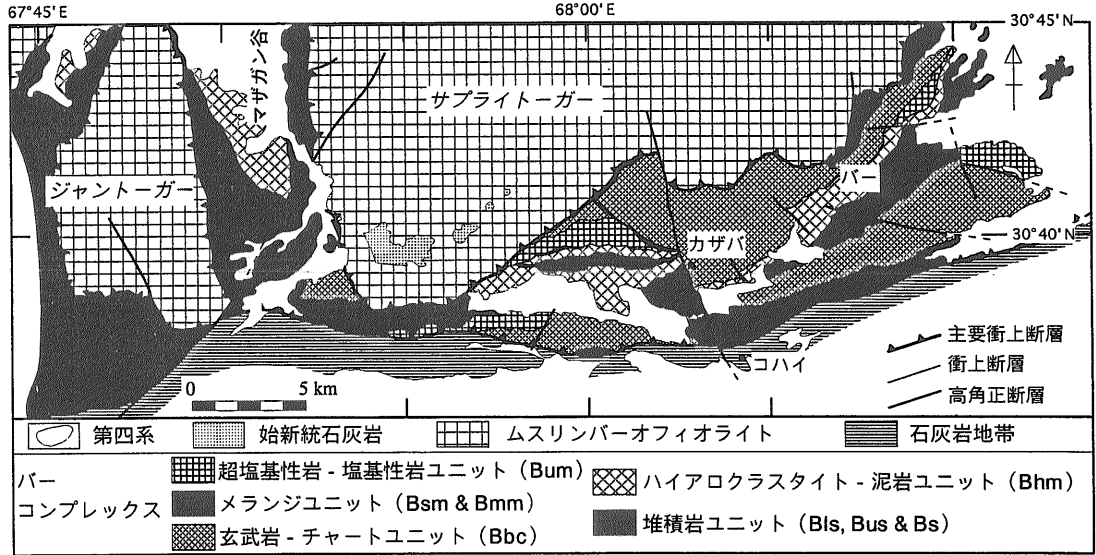 67°45' E
68°00' E
30°45' N
マザガン谷
サプライトーガー
ジャントーガー
バー
カザバ
30°40' N
コハイ
主要衝上断層
衝上断層
高角正断層
0 5 km
第四系 始新統石灰岩 ムスリンバーオフィオライト 石灰岩地帯
バー
コンプレックス
超塩基性岩 - 塩基性岩ユニット（Bum）
メランジユニット（Bsm & Bmm）
玄武岩 - チャートユニット（Bbc）
ハイアロクラスタイト - 泥岩ユニット（Bhm）
堆積岩ユニット（Bls, Bus & Bs）